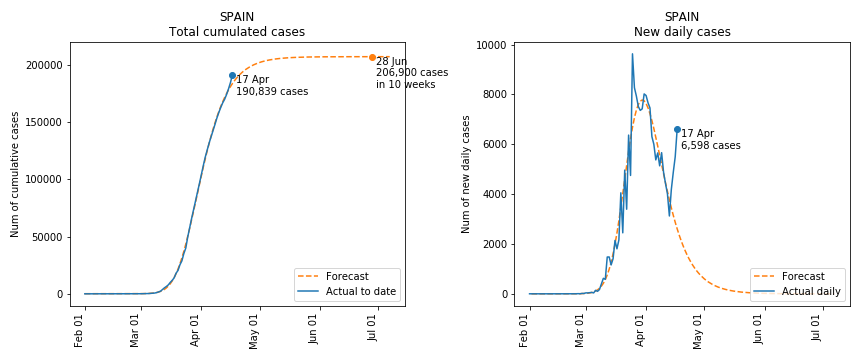 SPAIN
Total cumulated cases
Num of cumulative cases
200000
150000
100000
50000
0
17 Apr
190,839 cases
28 Jun
206,900 cases
in 10 weeks
Forecast
Actual to date
Feb 01
Mar 01
Apr 01
May 01
Jun 01
Jul 01
SPAIN
New daily cases
Num of new daily cases
10000
8000
6000
4000
2000
0
17 Apr
6,598 cases
Forecast
Actual daily
Feb 01
Mar 01
Apr 01
May 01
Jun 01
Jul 01